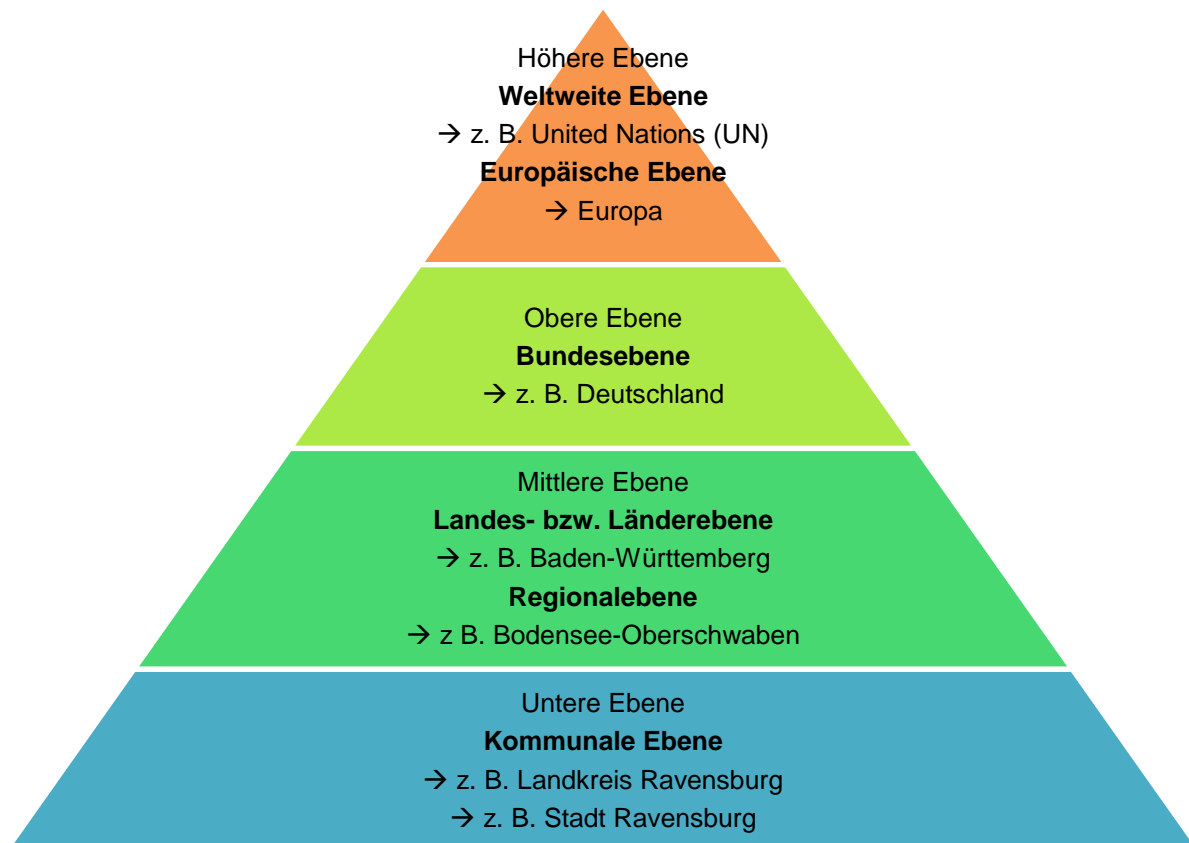 Höhere Ebene
Weltweite Ebene
→ z. B. United Nations (UN)
Europäische Ebene
→ Europa
Obere Ebene
Bundesebene
→ z. B. Deutschland
Mittlere Ebene
Landes- bzw. Länderebene
→ z. B. Baden-Württemberg
Regionalebene
→ z B. Bodensee-Oberschwaben
Untere Ebene
Kommunale Ebene
→ z. B. Landkreis Ravensburg
→ z. B. Stadt Ravensburg